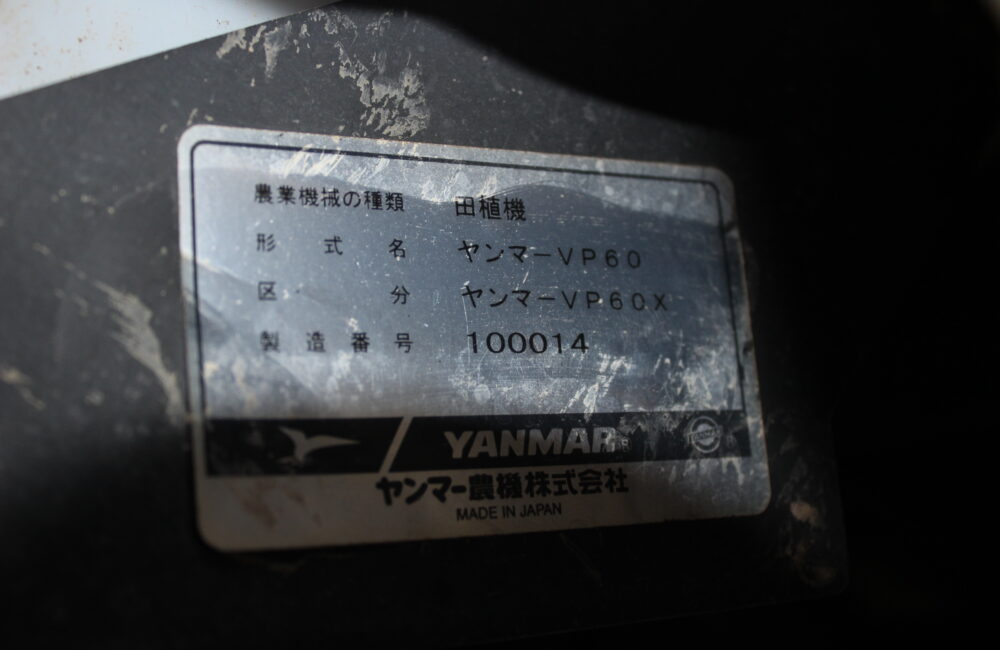 農業機械の種類 田植機
形式名 ヤンマーVP60
区分 ヤンマーVP60X
製造番号 100014
YANMAR
ヤンマー農機株式会社
MADE IN JAPAN